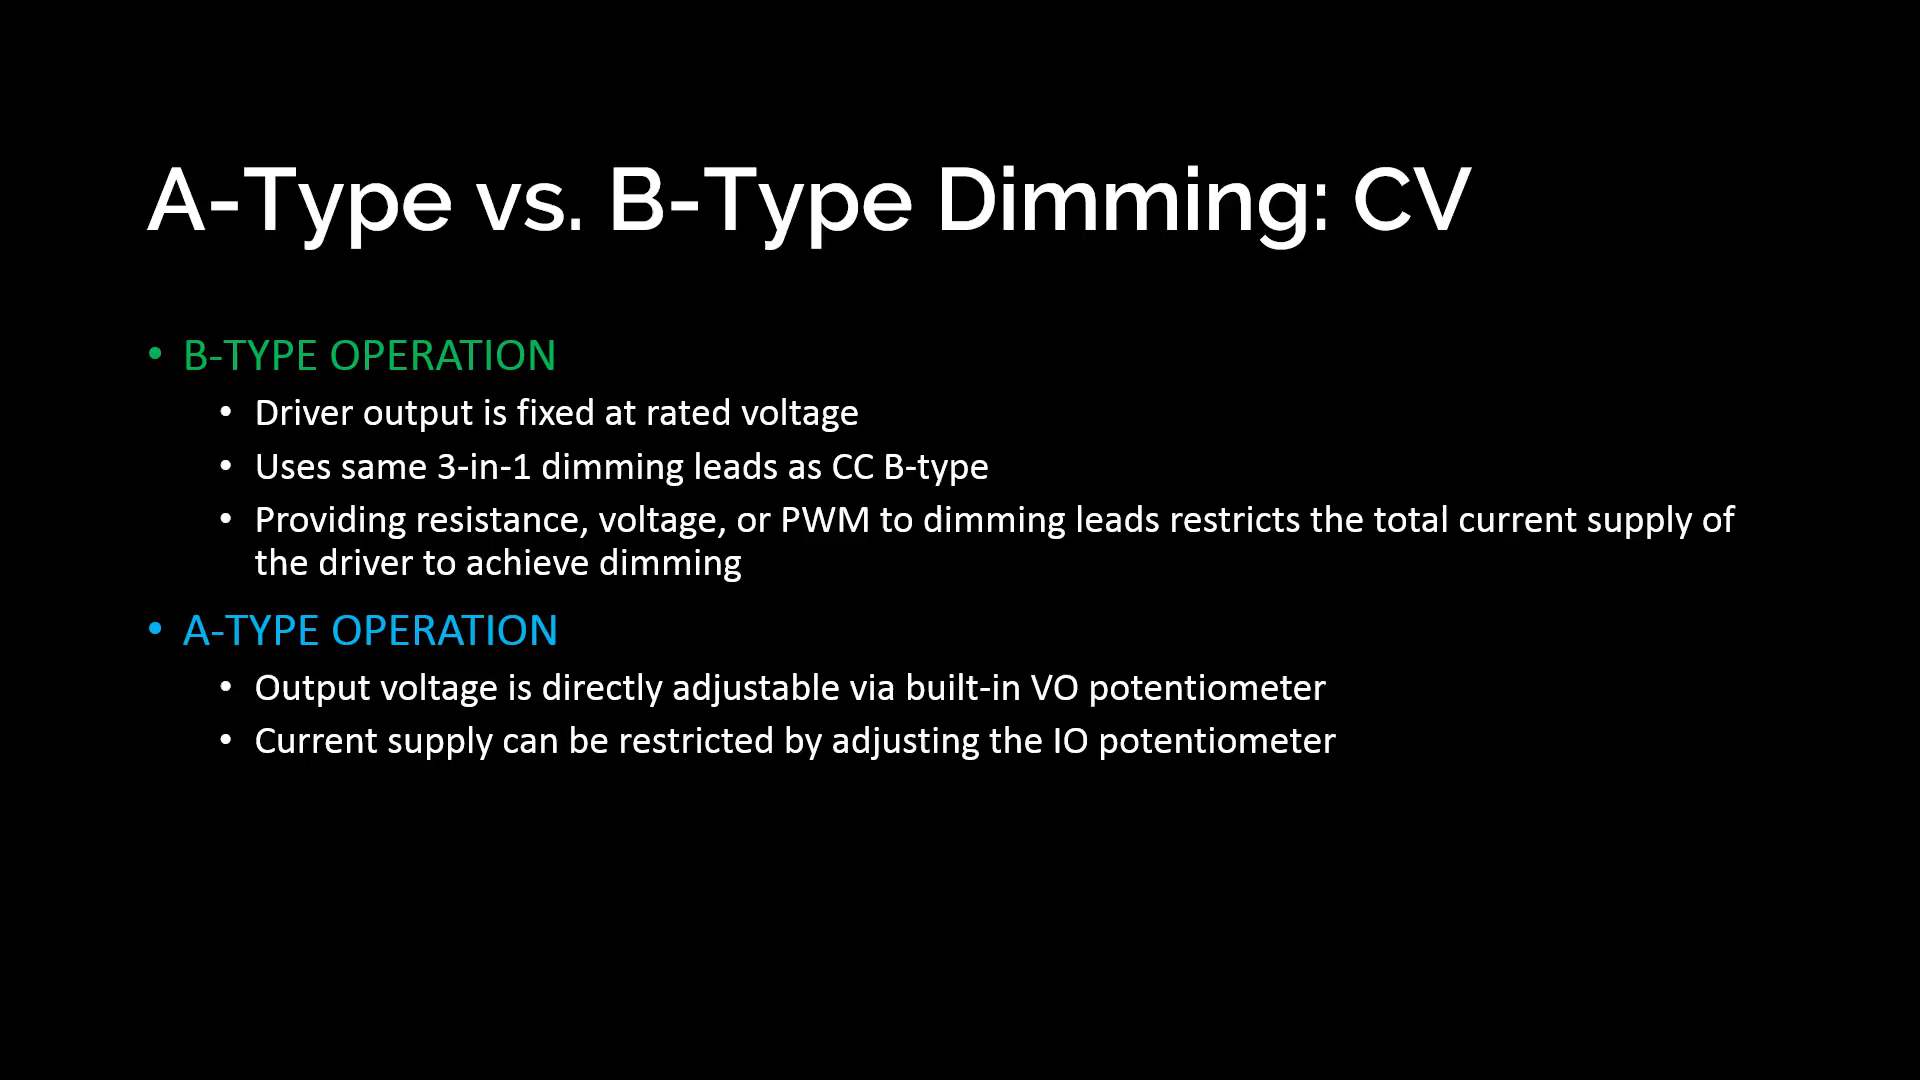 A-Type vs. B-Type Dimming: CV
• B-TYPE OPERATION
• Driver output is fixed at rated voltage
• Uses same 3-in-1 dimming leads as CC B-type
• Providing resistance, voltage, or PWM to dimming leads restricts the total current supply of
the driver to achieve dimming
• A-TYPE OPERATION
• Output voltage is directly adjustable via built-in VO potentiometer
• Current supply can be restricted by adjusting the IO potentiometer